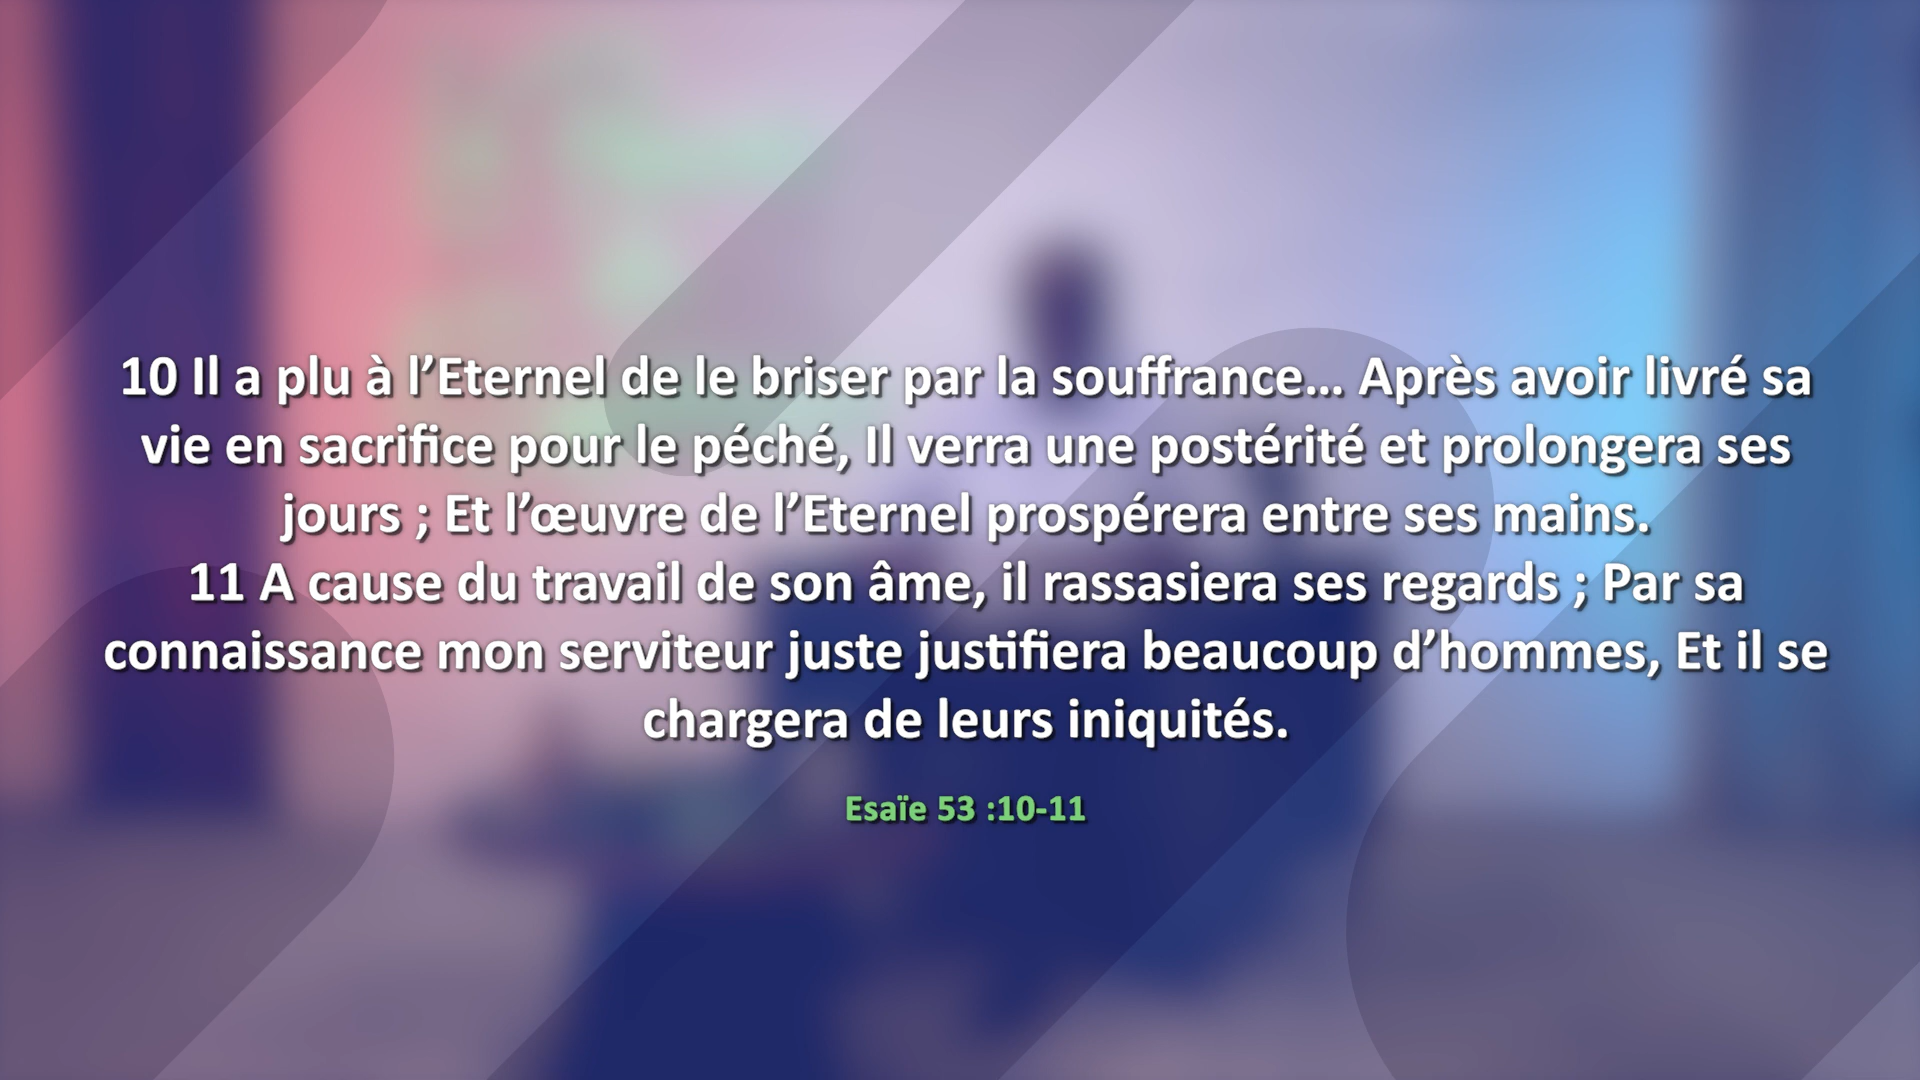 10 Il a plu à l’Eternel de le briser par la souffrance… Après avoir livré sa
vie en sacrifice pour le péché, Il verra une postérité et prolongera ses
jours ; Et l’œuvre de l’Eternel prospérera entre ses mains.
11 A cause du travail de son âme, il rassasiera ses regards ; Par sa
connaissance mon serviteur juste justifiera beaucoup d’hommes, Et il se
chargera de leurs iniquités.
Esaïe 53 :10-11